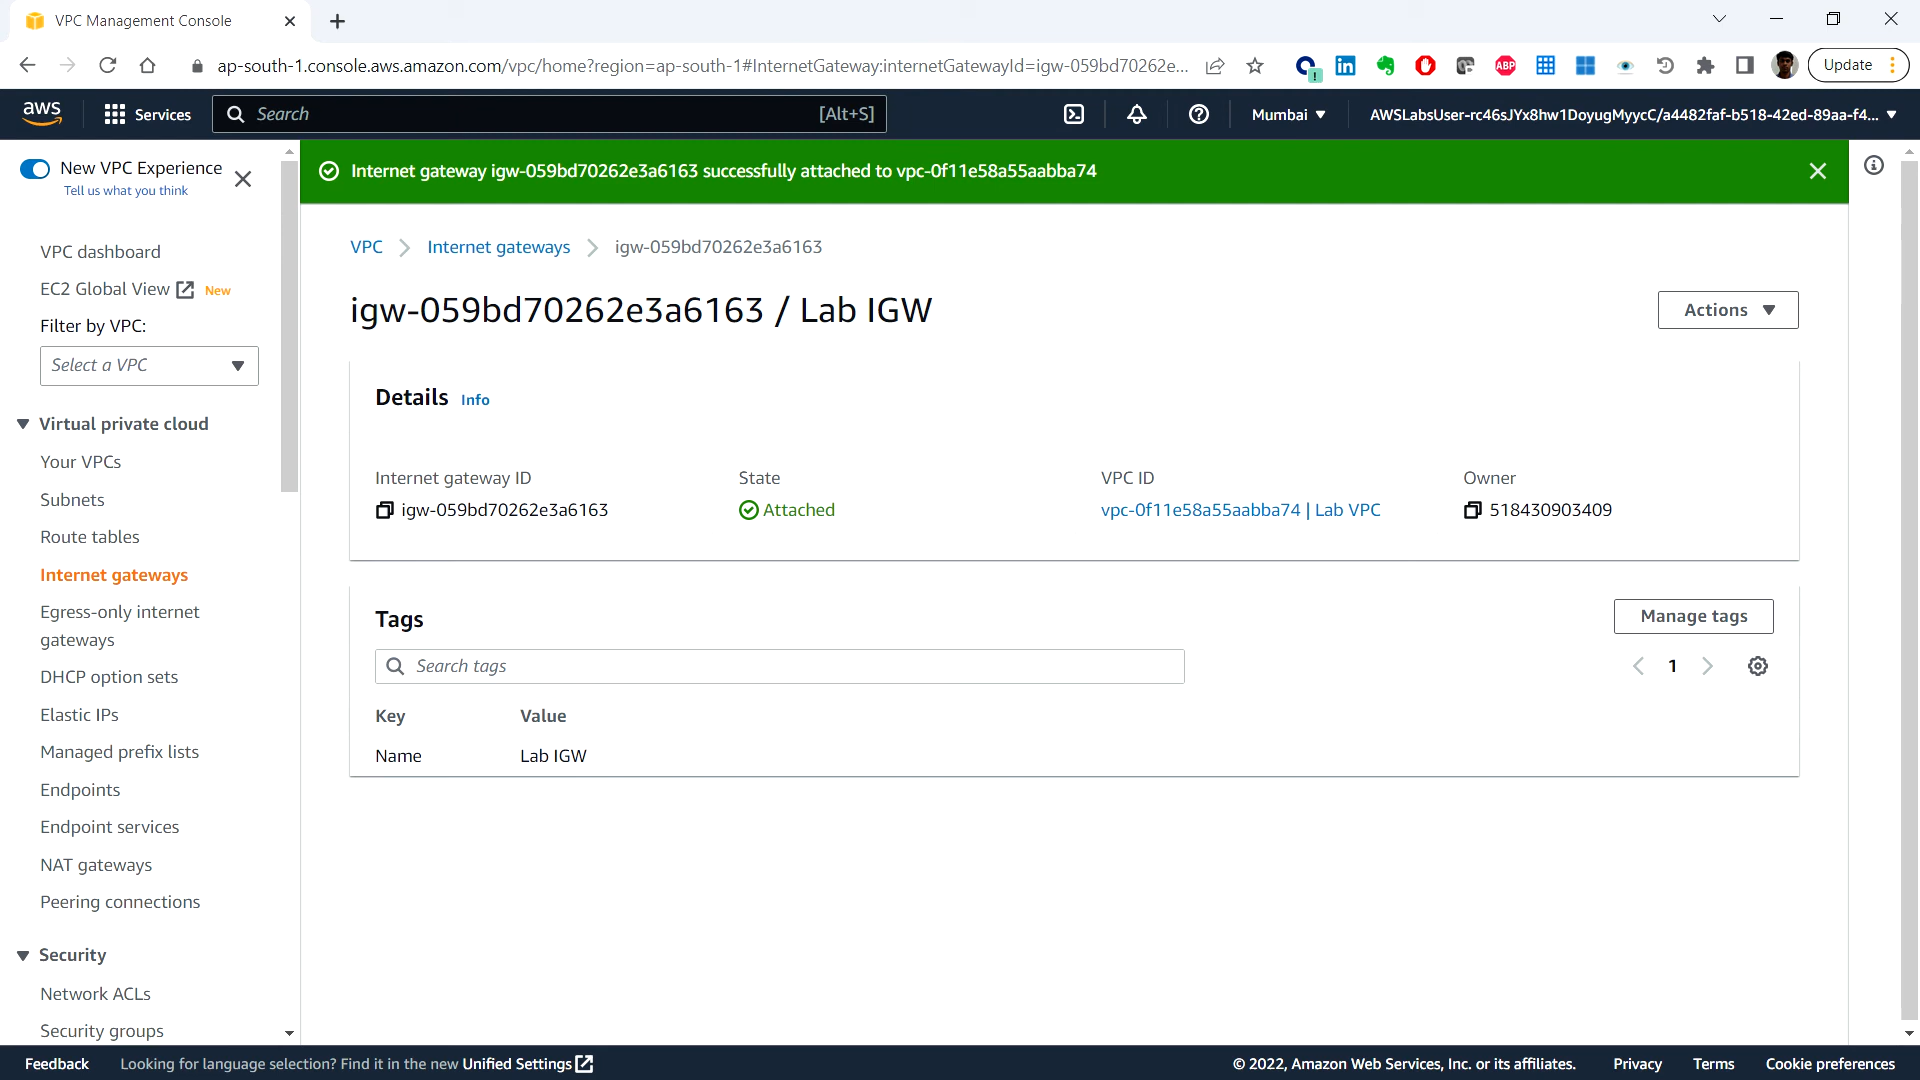 VPC Management Console
ap-south-1.console.aws.amazon.com/vpc/home?region=ap-south-1#InternetGateway:internetGatewayId=igw-059bd70262e...
!
ABP
Update
aws
Services
Search
[Alt+S]
Mumbai
AWSLabsUser-rc46sJYx8hw1DoyugMyycC/a4482faf-b518-42ed-89aa-f4...
New VPC Experience
Tell us what you think
VPC dashboard
EC2 Global View New
Filter by VPC:
Select a VPC
Virtual private cloud
Your VPCs
Subnets
Route tables
Internet gateways
Egress-only internet
gateways
DHCP option sets
Elastic IPs
Managed prefix lists
Endpoints
Endpoint services
NAT gateways
Peering connections
Security
Network ACLs
Security groups
Internet gateway igw-059bd70262e3a6163 successfully attached to vpc-0f11e58a55aabba74
VPC
Internet gateways
igw-059bd70262e3a6163
igw-059bd70262e3a6163 / Lab IGW
Actions
Details Info
Internet gateway ID
igw-059bd70262e3a6163
State
Attached
VPC ID
vpc-0f11e58a55aabba74 | Lab VPC
Owner
518430903409
Tags
Manage tags
Search tags
1
Key Value
Name Lab IGW
Feedback
Looking for language selection? Find it in the new Unified Settings
© 2022, Amazon Web Services, Inc. or its affiliates.
Privacy
Terms
Cookie preferences